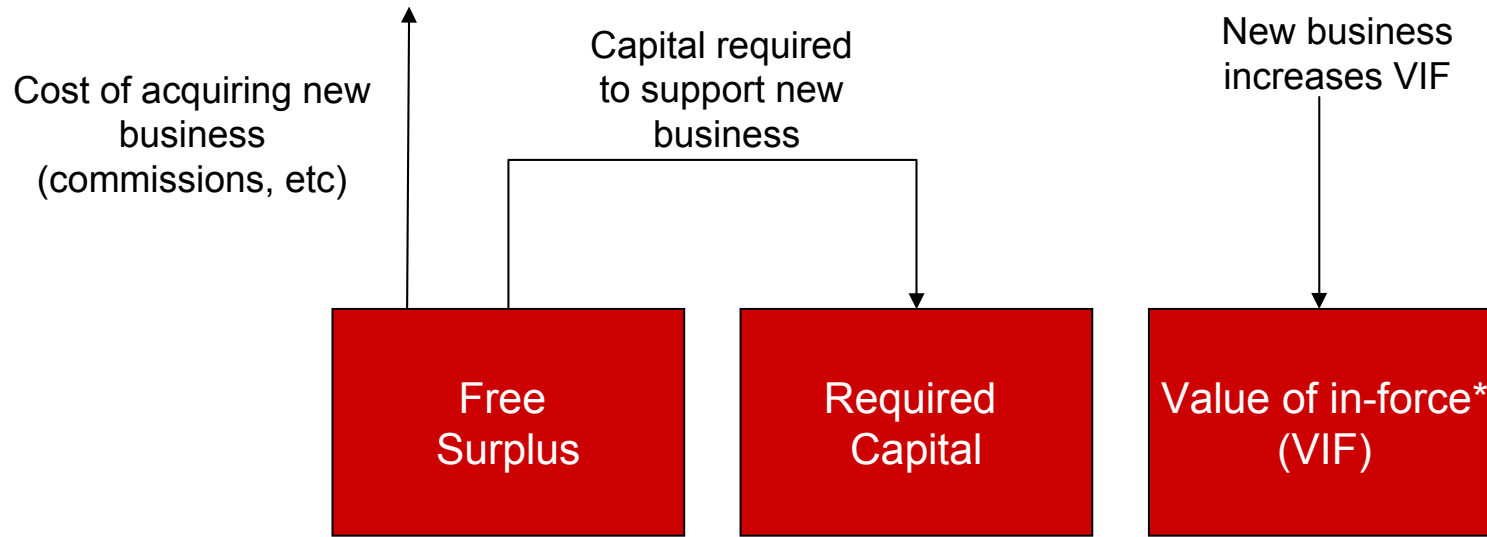 Cost of acquiring new
business
(commissions, etc)
Capital required
to support new
business
New business
increases VIF
Free
Surplus
Required
Capital
Value of in-force*
(VIF)